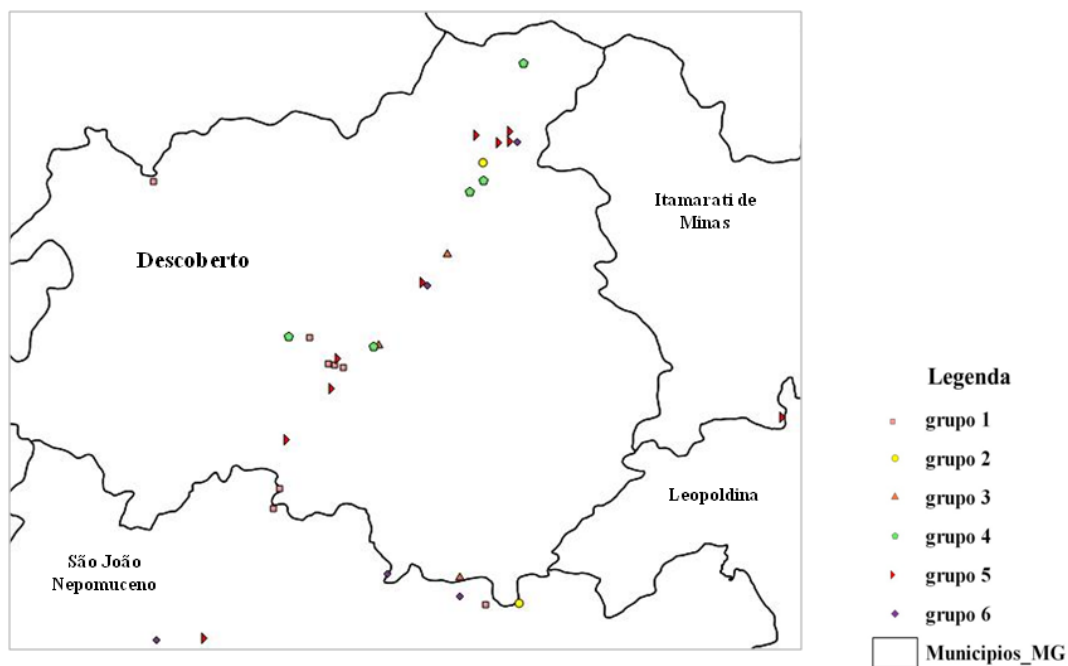 Itamarati de
Minas
Descoberto
Leopoldina
São João
Nepomuceno
Legenda
grupo 1
grupo 2
grupo 3
grupo 4
grupo 5
grupo 6
Municipios_MG